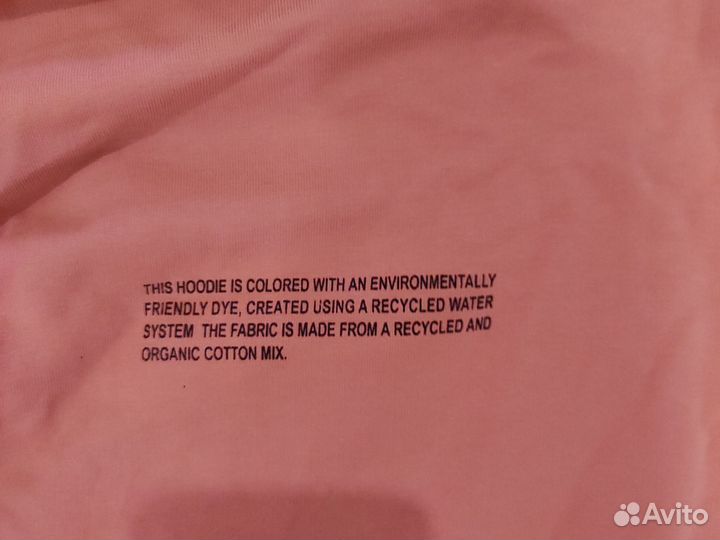 THIS HOODIE IS COLORED WITH AN ENVIRONMENTALLY
FRIENDLY DYE, CREATED USING A RECYCLED WATER
SYSTEM THE FABRIC IS MADE FROM A RECYCLED AND
ORGANIC COTTON MIX.
Avito